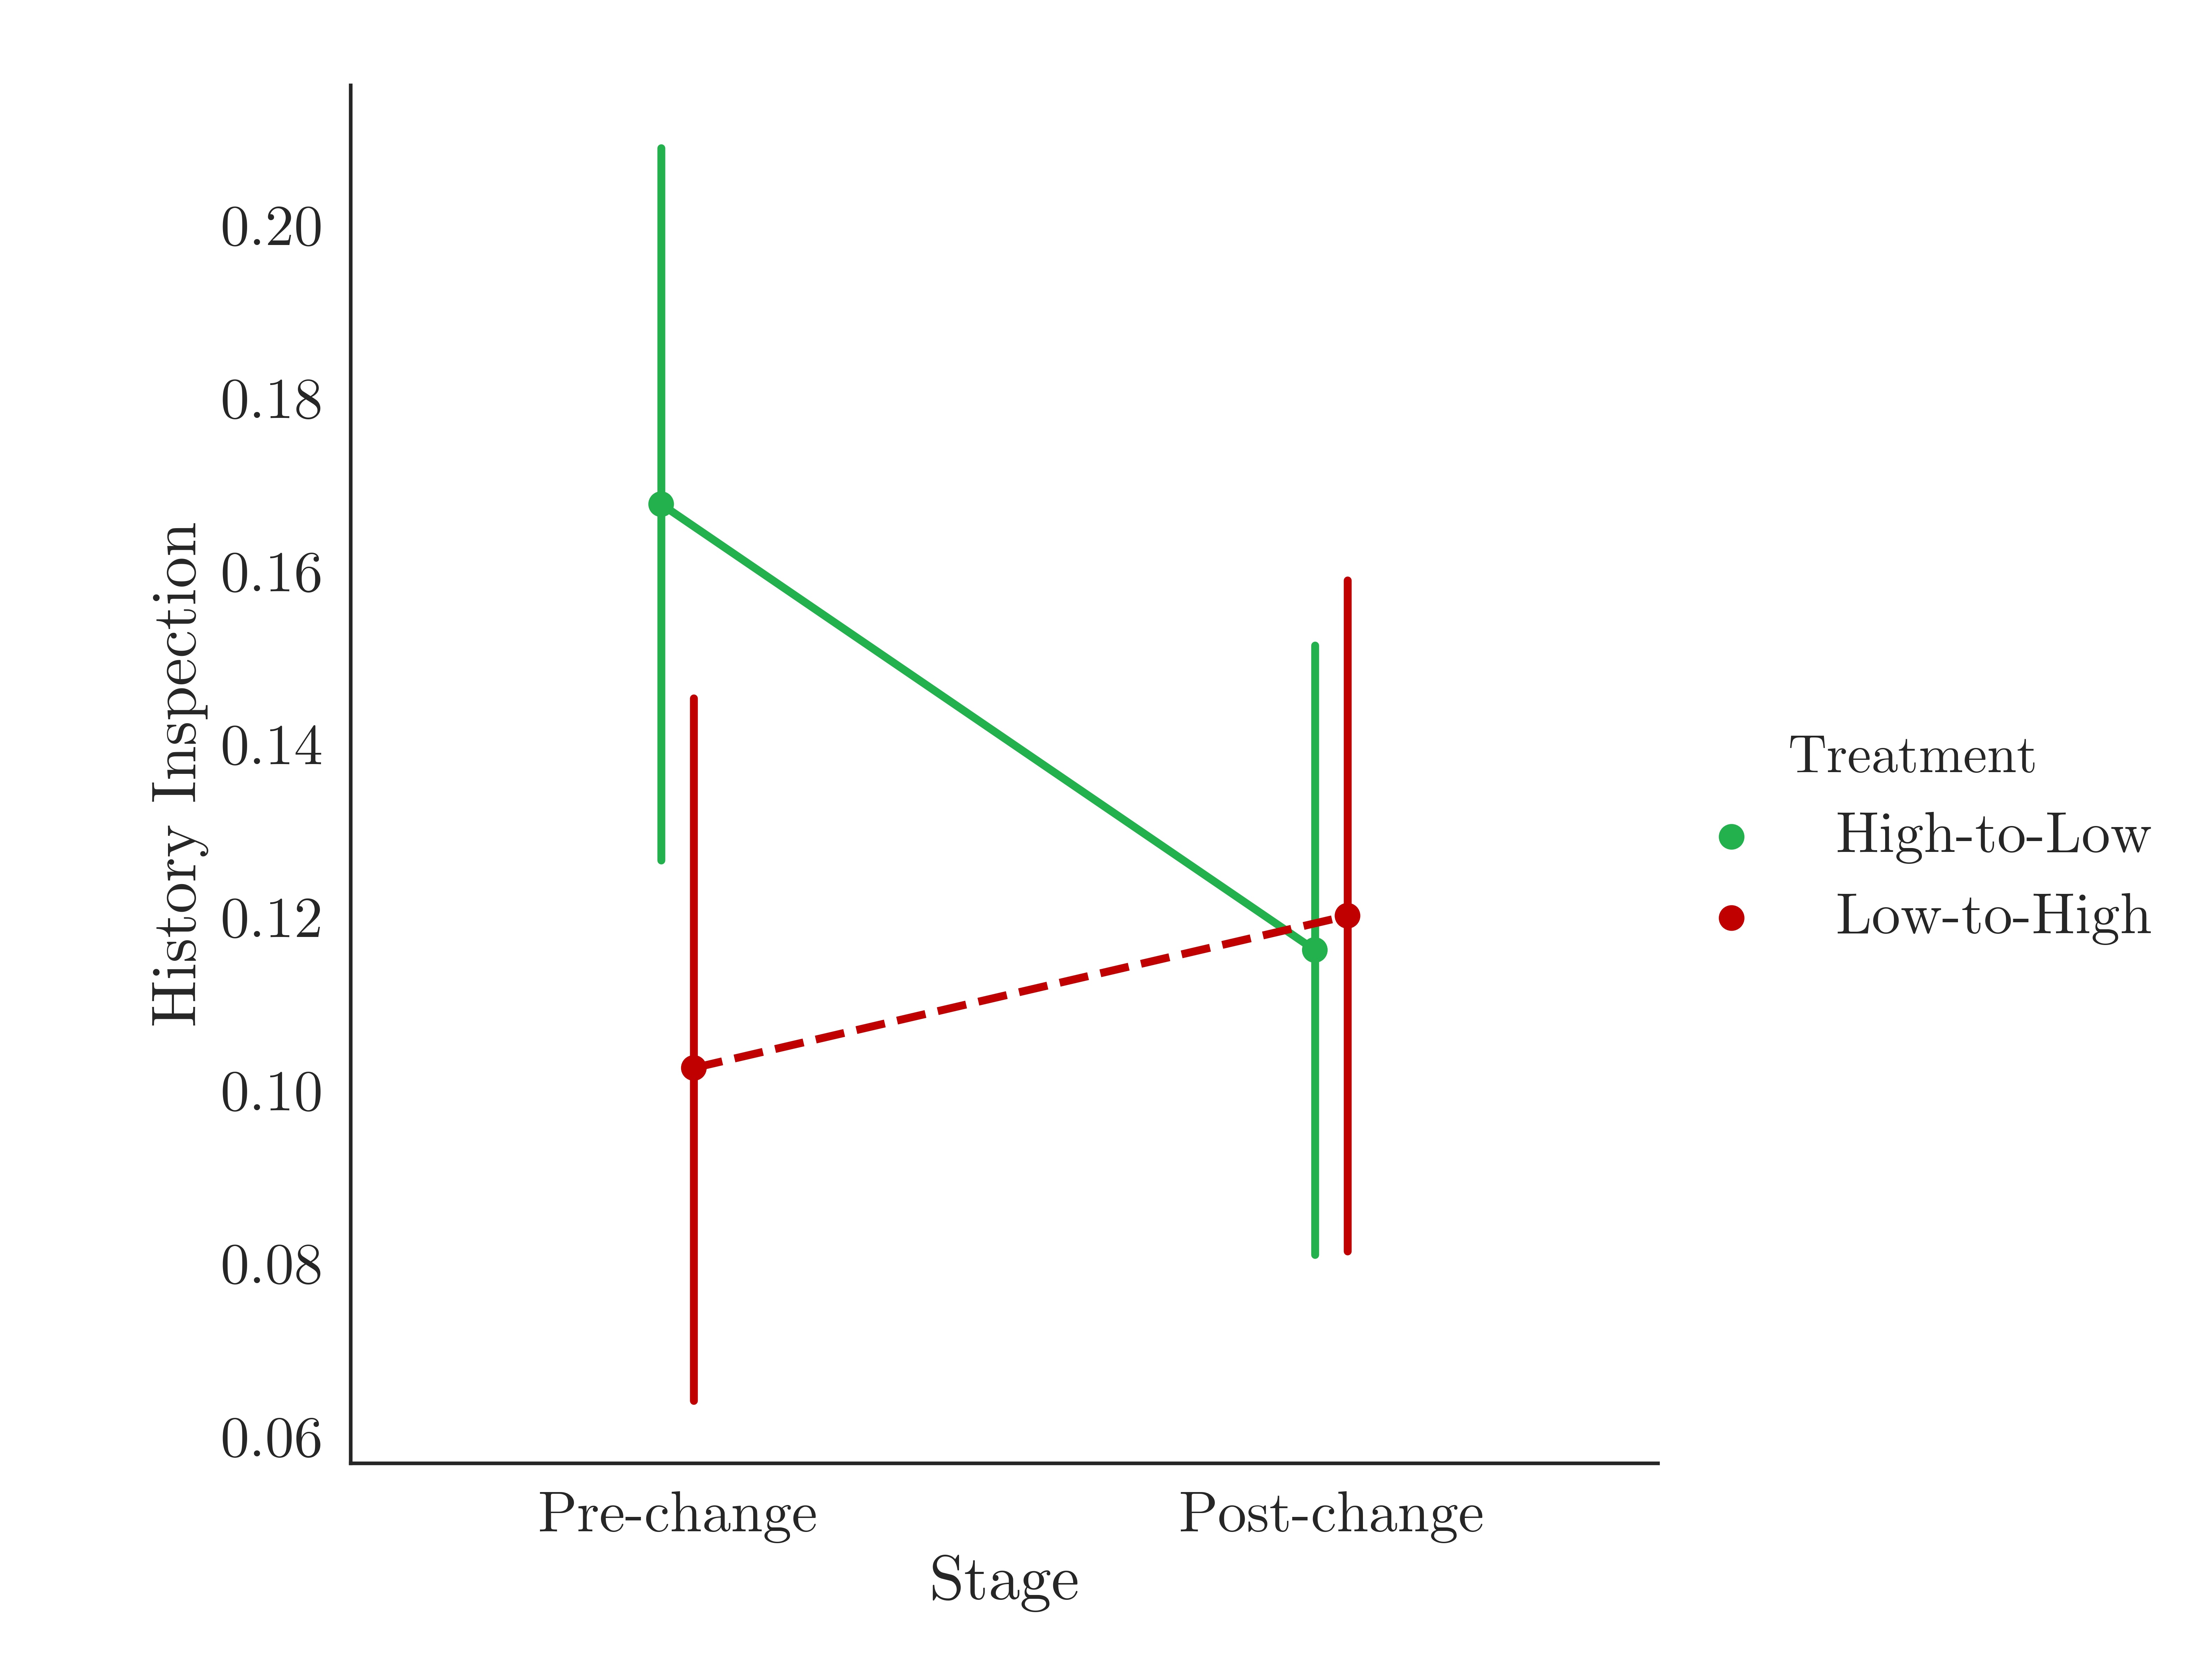 History Inspection
0.20
0.18
0.16
0.14
0.12
0.10
0.08
0.06
Pre-change
Post-change
Stage
Treatment
High-to-Low
Low-to-High